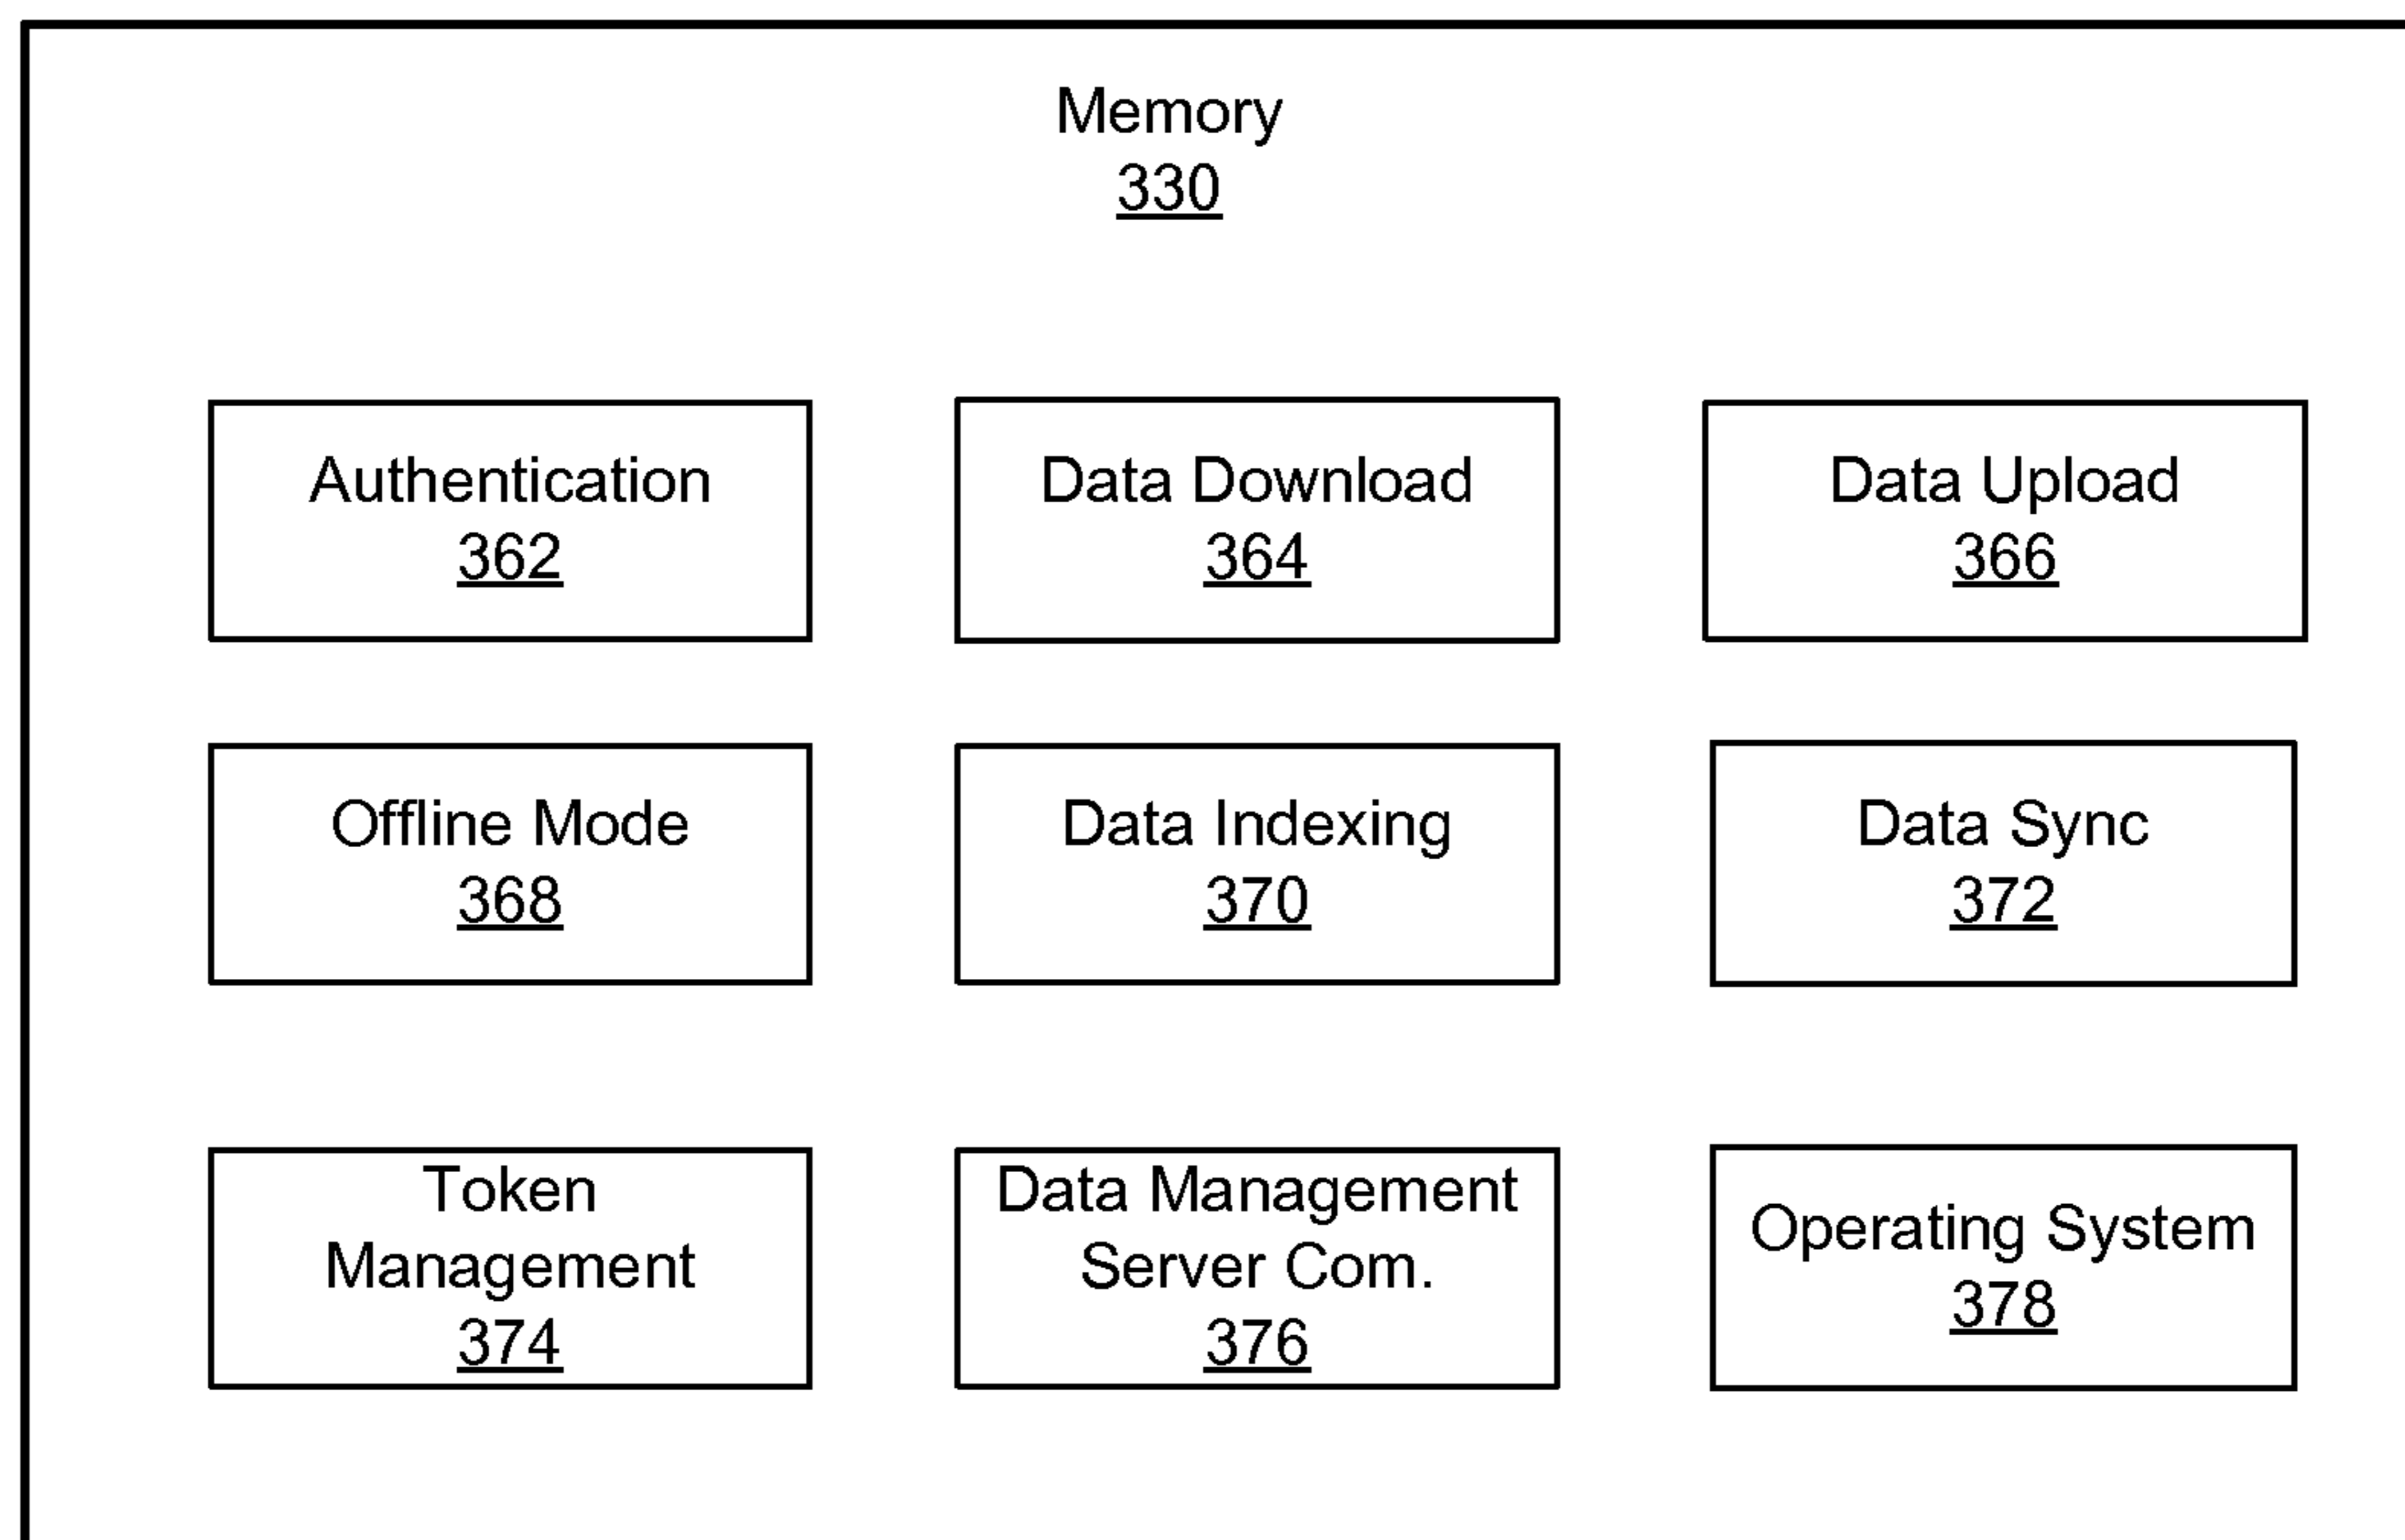 Memory
330
Authentication
362
Data Download
364
Data Upload
366
Offline Mode
368
Data Indexing
370
Data Sync
372
Token
Management
374
Data Management
Server Com.
376
Operating System
378